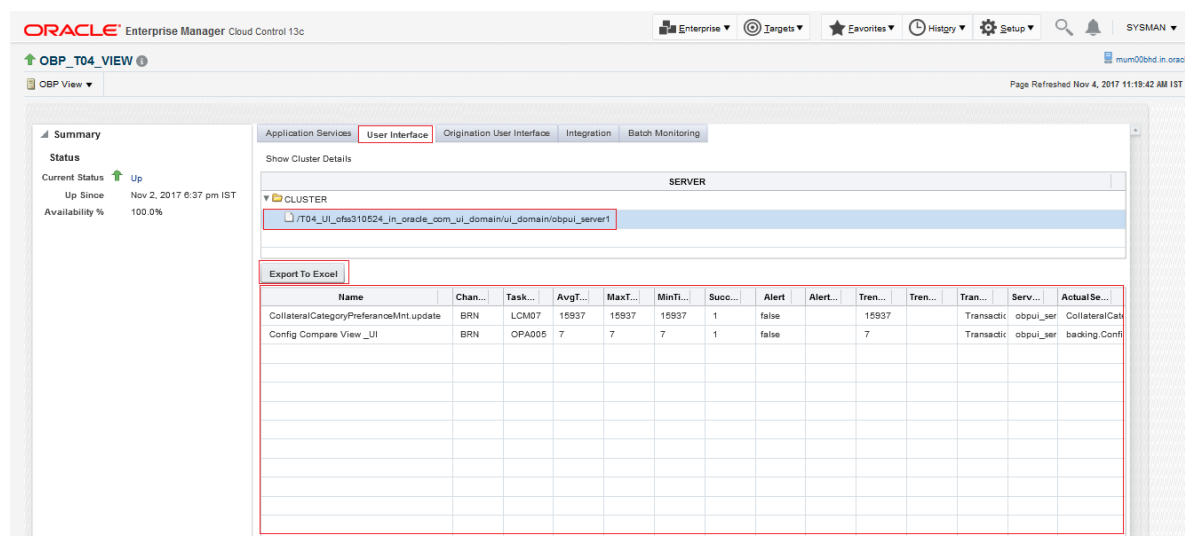 ORACLE Enterprise Manager Cloud Control 13c
Enterprise ▼ Targets ▼ Favorites ▼ History ▼ Setup ▼ SYSMAN ▼
OBP_T04_VIEW
mum00bhd.in.orac
OBP View ▼
Page Refreshed Nov 4, 2017 11:19:42 AM IST
Summary
Application Services User Interface Origination User Interface Integration Batch Monitoring
Status
Show Cluster Details
Current Status Up
Up Since Nov 2, 2017 6:37 pm IST
Availability % 100.0%
SERVER
CLUSTER
/T04_UI_ofss310524_in_oracle_com_ui_domain/ui_domain/obpui_server1
Export To Excel
Name Chan... Task... AvgT... MaxT... MinTi... Succ... Alert Alert... Tren... Tren... Tran... Serv... ActualSe...
CollateralCategoryPreferanceMnt.update BRN LCM07 15937 15937 15937 1 false 15937 Transactic obpui_ser CollateralCate
Config Compare View _UI BRN OPA005 7 7 7 1 false 7 Transactic obpui_ser backing.Confi